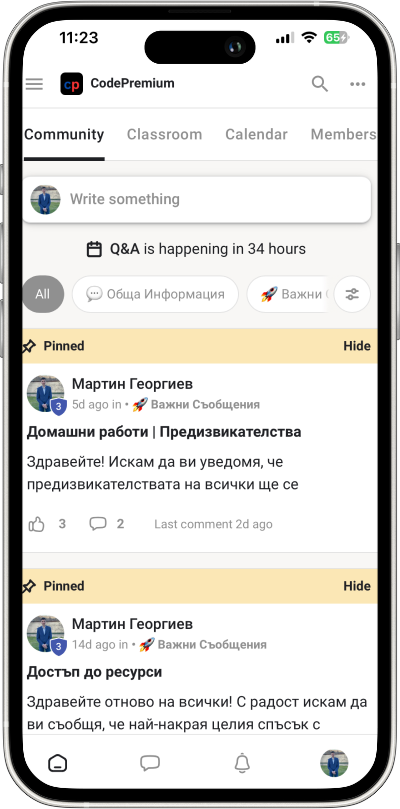 11:23
65
cp CodePremium
Community Classroom Calendar Members
Write something
Q&A is happening in 34 hours
All 💬 Обща Информация 🚀 Важни
Pinned Hide
Мартин Георгиев
3 5d ago in • 🚀 Важни Съобщения
Домашни работи | Предизвикателства
Здравейте! Искам да ви уведомя, че
предизвикателствата на всички ще се
3 2 Last comment 2d ago
Pinned Hide
Мартин Георгиев
3 14d ago in • 🚀 Важни Съобщения
Достъп до ресурси
Здравейте отново на всички! С радост искам да
ви съобщя, че най-накрая целия спъсък с